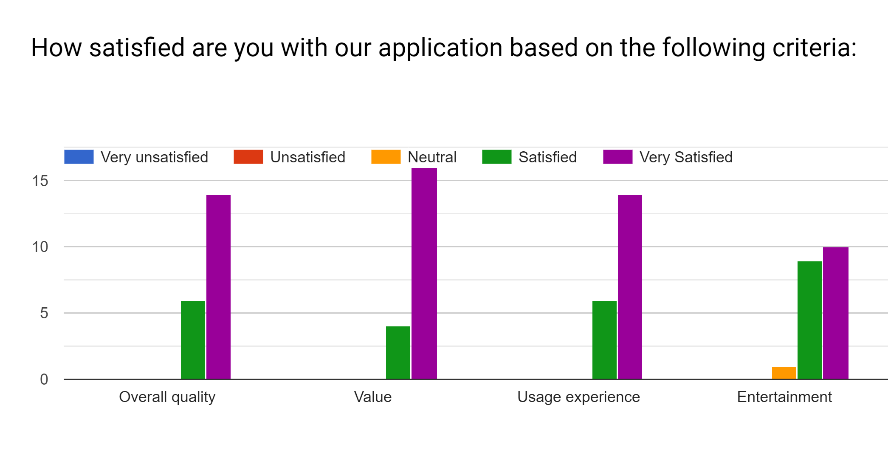 How satisfied are you with our application based on the following criteria:
Very unsatisfied Unsatisfied Neutral Satisfied Very Satisfied
15
10
5
0
Overall quality Value Usage experience Entertainment